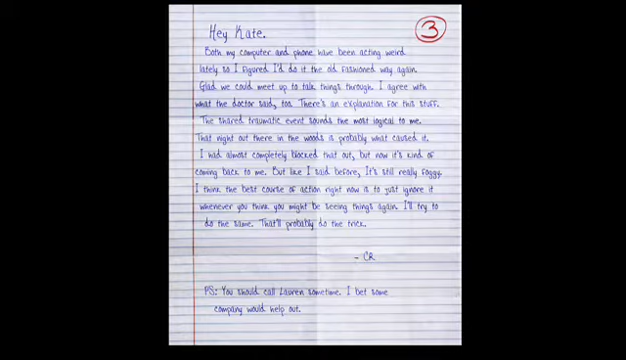 Hey Kate.
3
Both my computer and phone have been acting weird
lately so I figured I'd do it the old fashioned way again.
Glad we could meet up to talk things through. I agree with
what the doctor said, too. There's an explanation for this stuff.
The shared traumatic event sounds the most logical to me.
That night out there in the woods is probably what caused it.
I had almost completely blocked that out, but now it's kind of
coming back to me. But like I said before, It's still really foggy.
I think the best course of action right now is to just ignore it
whenever you think you might be seeing things again. I'll try to
do the same. That'll probably do the trick.
- CR
PS: You should call Lauren sometime. I bet some
company would help out.